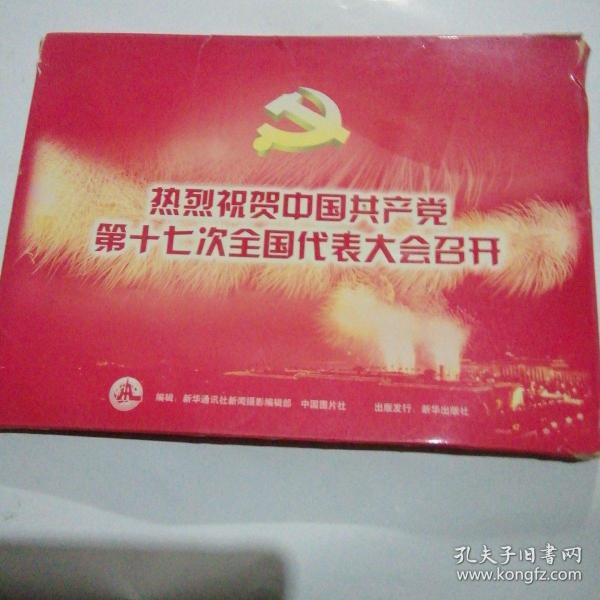 热烈祝贺中国共产党
第十七次全国代表大会召开
编辑：新华通讯社新闻摄影编辑部 中国图片社 出版发行：新华出版社
孔夫子旧书网
www.kongfz.com